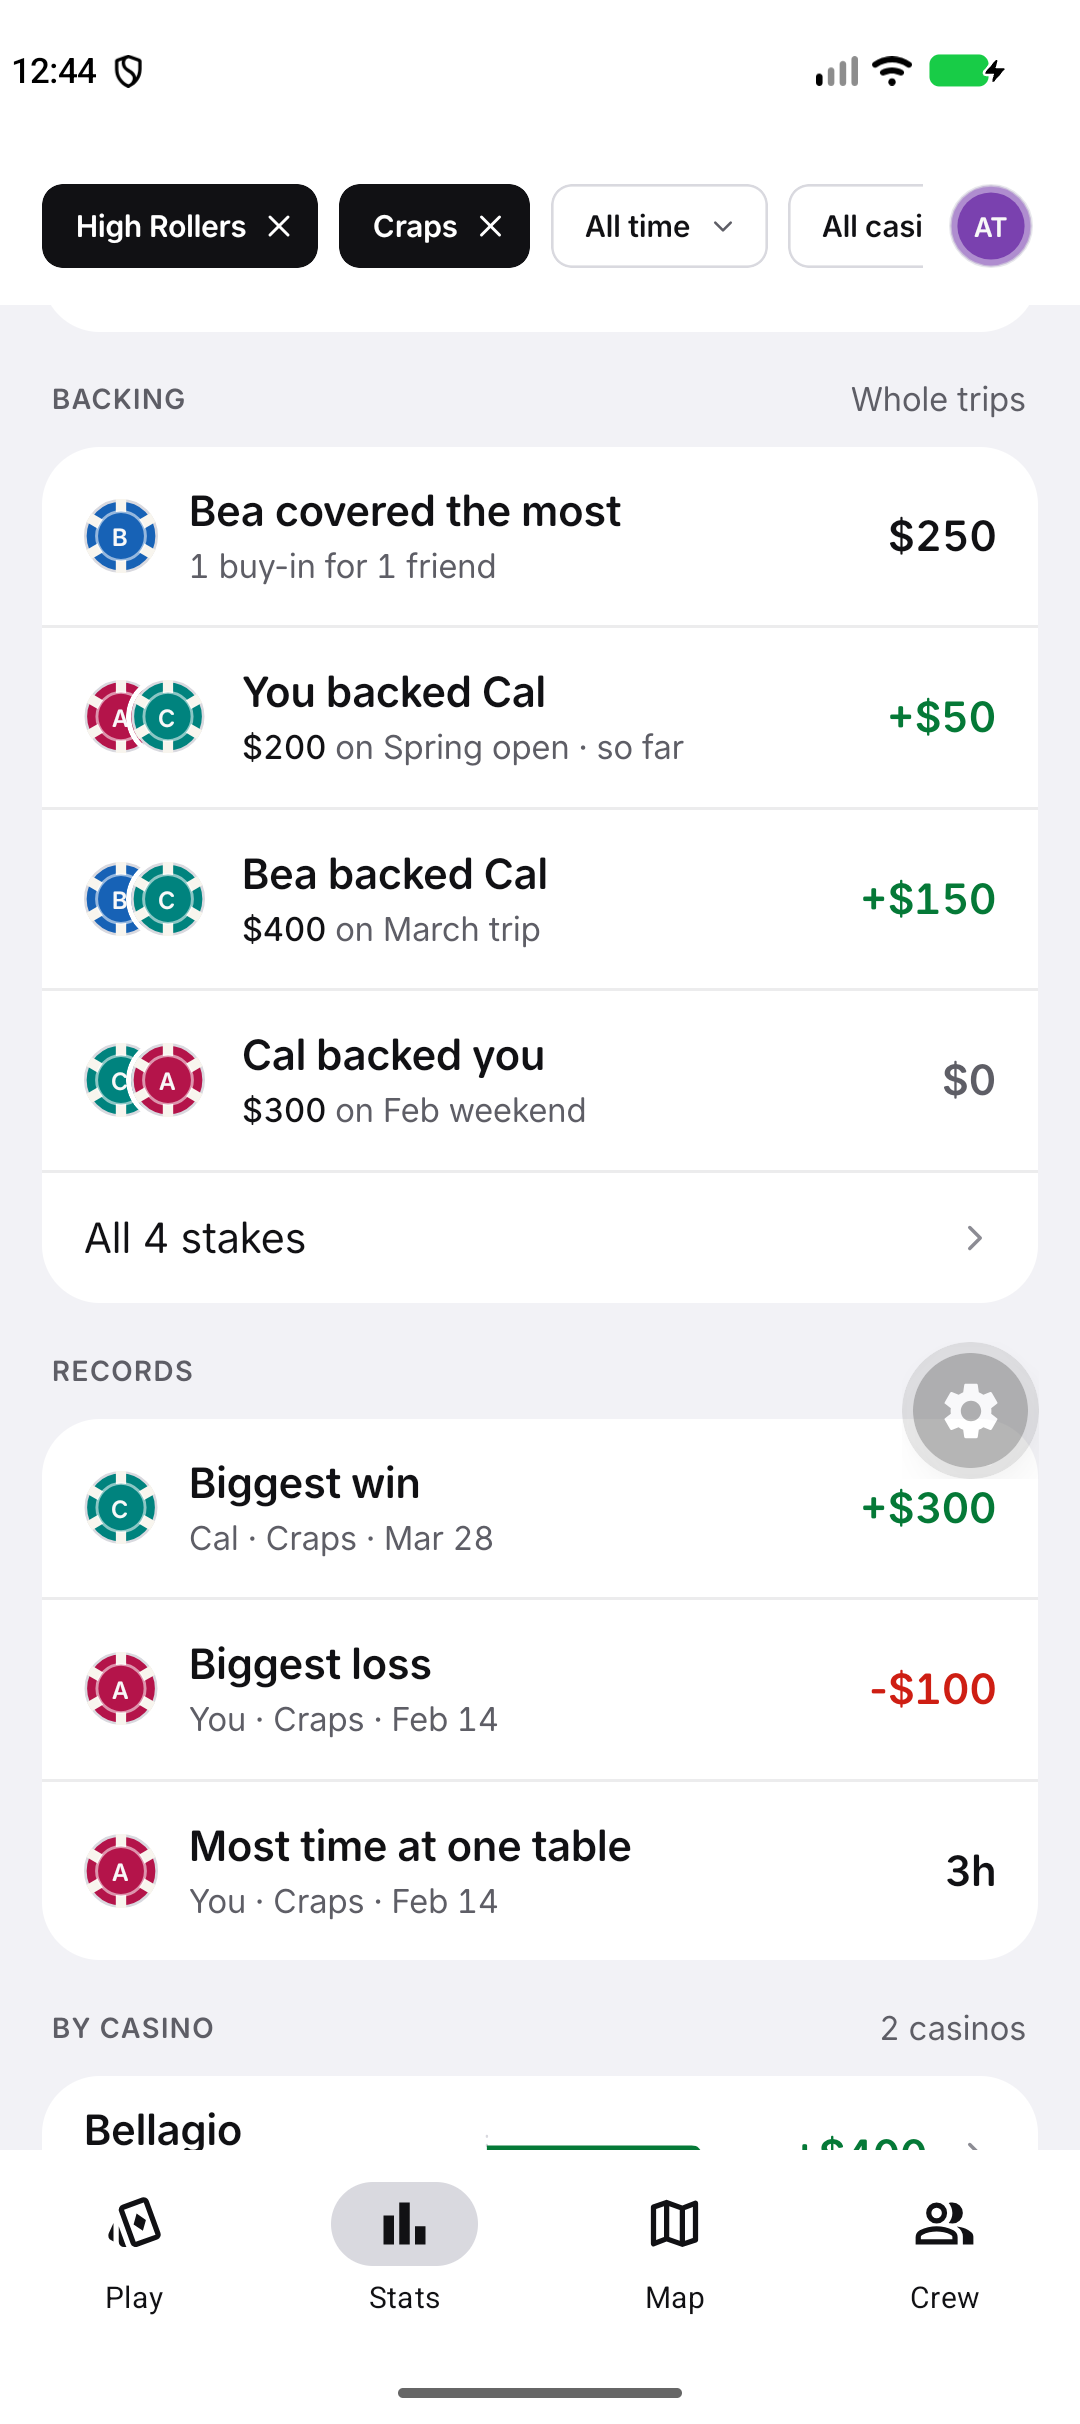 12:44
High Rollers
Craps
All time
All casi
AT
BACKING
Whole trips
B
Bea covered the most
1 buy-in for 1 friend
$250
A C
You backed Cal
$200 on Spring open · so far
+$50
B C
Bea backed Cal
$400 on March trip
+$150
C A
Cal backed you
$300 on Feb weekend
$0
All 4 stakes
RECORDS
C
Biggest win
Cal · Craps · Mar 28
+$300
A
Biggest loss
You · Craps · Feb 14
-$100
A
Most time at one table
You · Craps · Feb 14
3h
BY CASINO
2 casinos
Bellagio
+$400
Play
Stats
Map
Crew